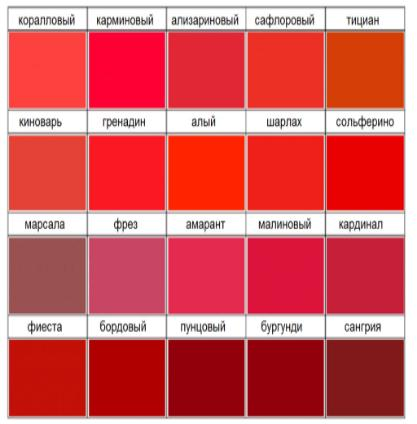 коралловый карминовый ализариновый сафлоровый тициан
киноварь гренадин алый шарлах сольферино
марсала фрез амарант малиновый кардинал
фиеста бордовый пунцовый бургунди сангрия